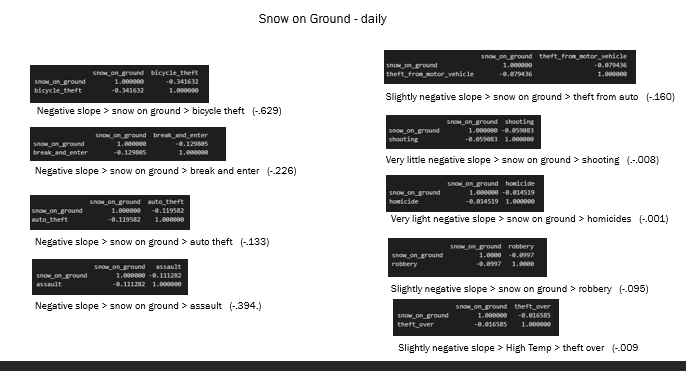 Snow on Ground - daily
snow_on_ground bicycle_theft
snow_on_ground 1.000000 -0.341632
bicycle_theft -0.341632 1.000000
Negative slope > snow on ground > bicycle theft (-.629)
snow_on_ground break_and_enter
snow_on_ground 1.000000 -0.129805
break_and_enter -0.129805 1.000000
Negative slope > snow on ground > break and enter (-.226)
snow_on_ground auto_theft
snow_on_ground 1.000000 -0.119582
auto_theft -0.119582 1.000000
Negative slope > snow on ground > auto theft (-.133)
snow_on_ground assault
snow_on_ground 1.000000 -0.111282
assault -0.111282 1.000000
Negative slope > snow on ground > assault (-.394.)
snow_on_ground theft_from_motor_vehicle
snow_on_ground 1.000000 -0.079436
theft_from_motor_vehicle -0.079436 1.000000
Slightly negative slope > snow on ground > theft from auto (-.160)
snow_on_ground shooting
snow_on_ground 1.000000 -0.059083
shooting -0.059083 1.000000
Very little negative slope > snow on ground > shooting (.-.008)
snow_on_ground homicide
snow_on_ground 1.000000 -0.014519
homicide -0.014519 1.000000
Very light negative slope > snow on ground > homicides (-.001)
snow_on_ground robbery
snow_on_ground 1.0000 -0.0997
robbery -0.0997 1.0000
Slightly negative slope > snow on ground > robbery (-.095)
snow_on_ground theft_over
snow_on_ground 1.000000 -0.016585
theft_over -0.016585 1.000000
Slightly negative slope > High Temp > theft over (-.009